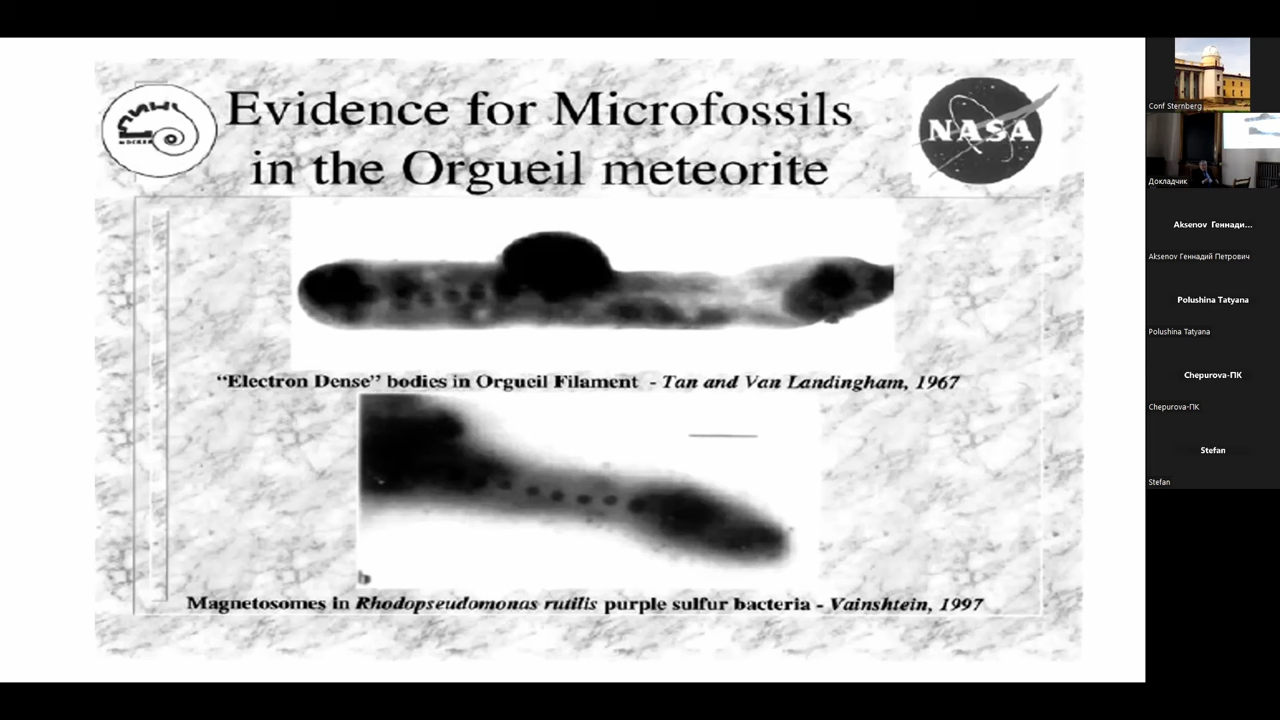 Evidence for Microfossils
in the Orgueil meteorite
NASA
“Electron Dense” bodies in Orgueil Filament - Tan and Van Landingham, 1967
b
Magnetosomes in Rhodopseudomonas rutilis purple sulfur bacteria - Vainshtein, 1997
Conf Sternberg
Докладчик
Aksenov Геннади...
Aksenov Геннадий Петрович
Polushina Tatyana
Polushina Tatyana
Chepurova-ПК
Chepurova-ПК
Stefan
Stefan